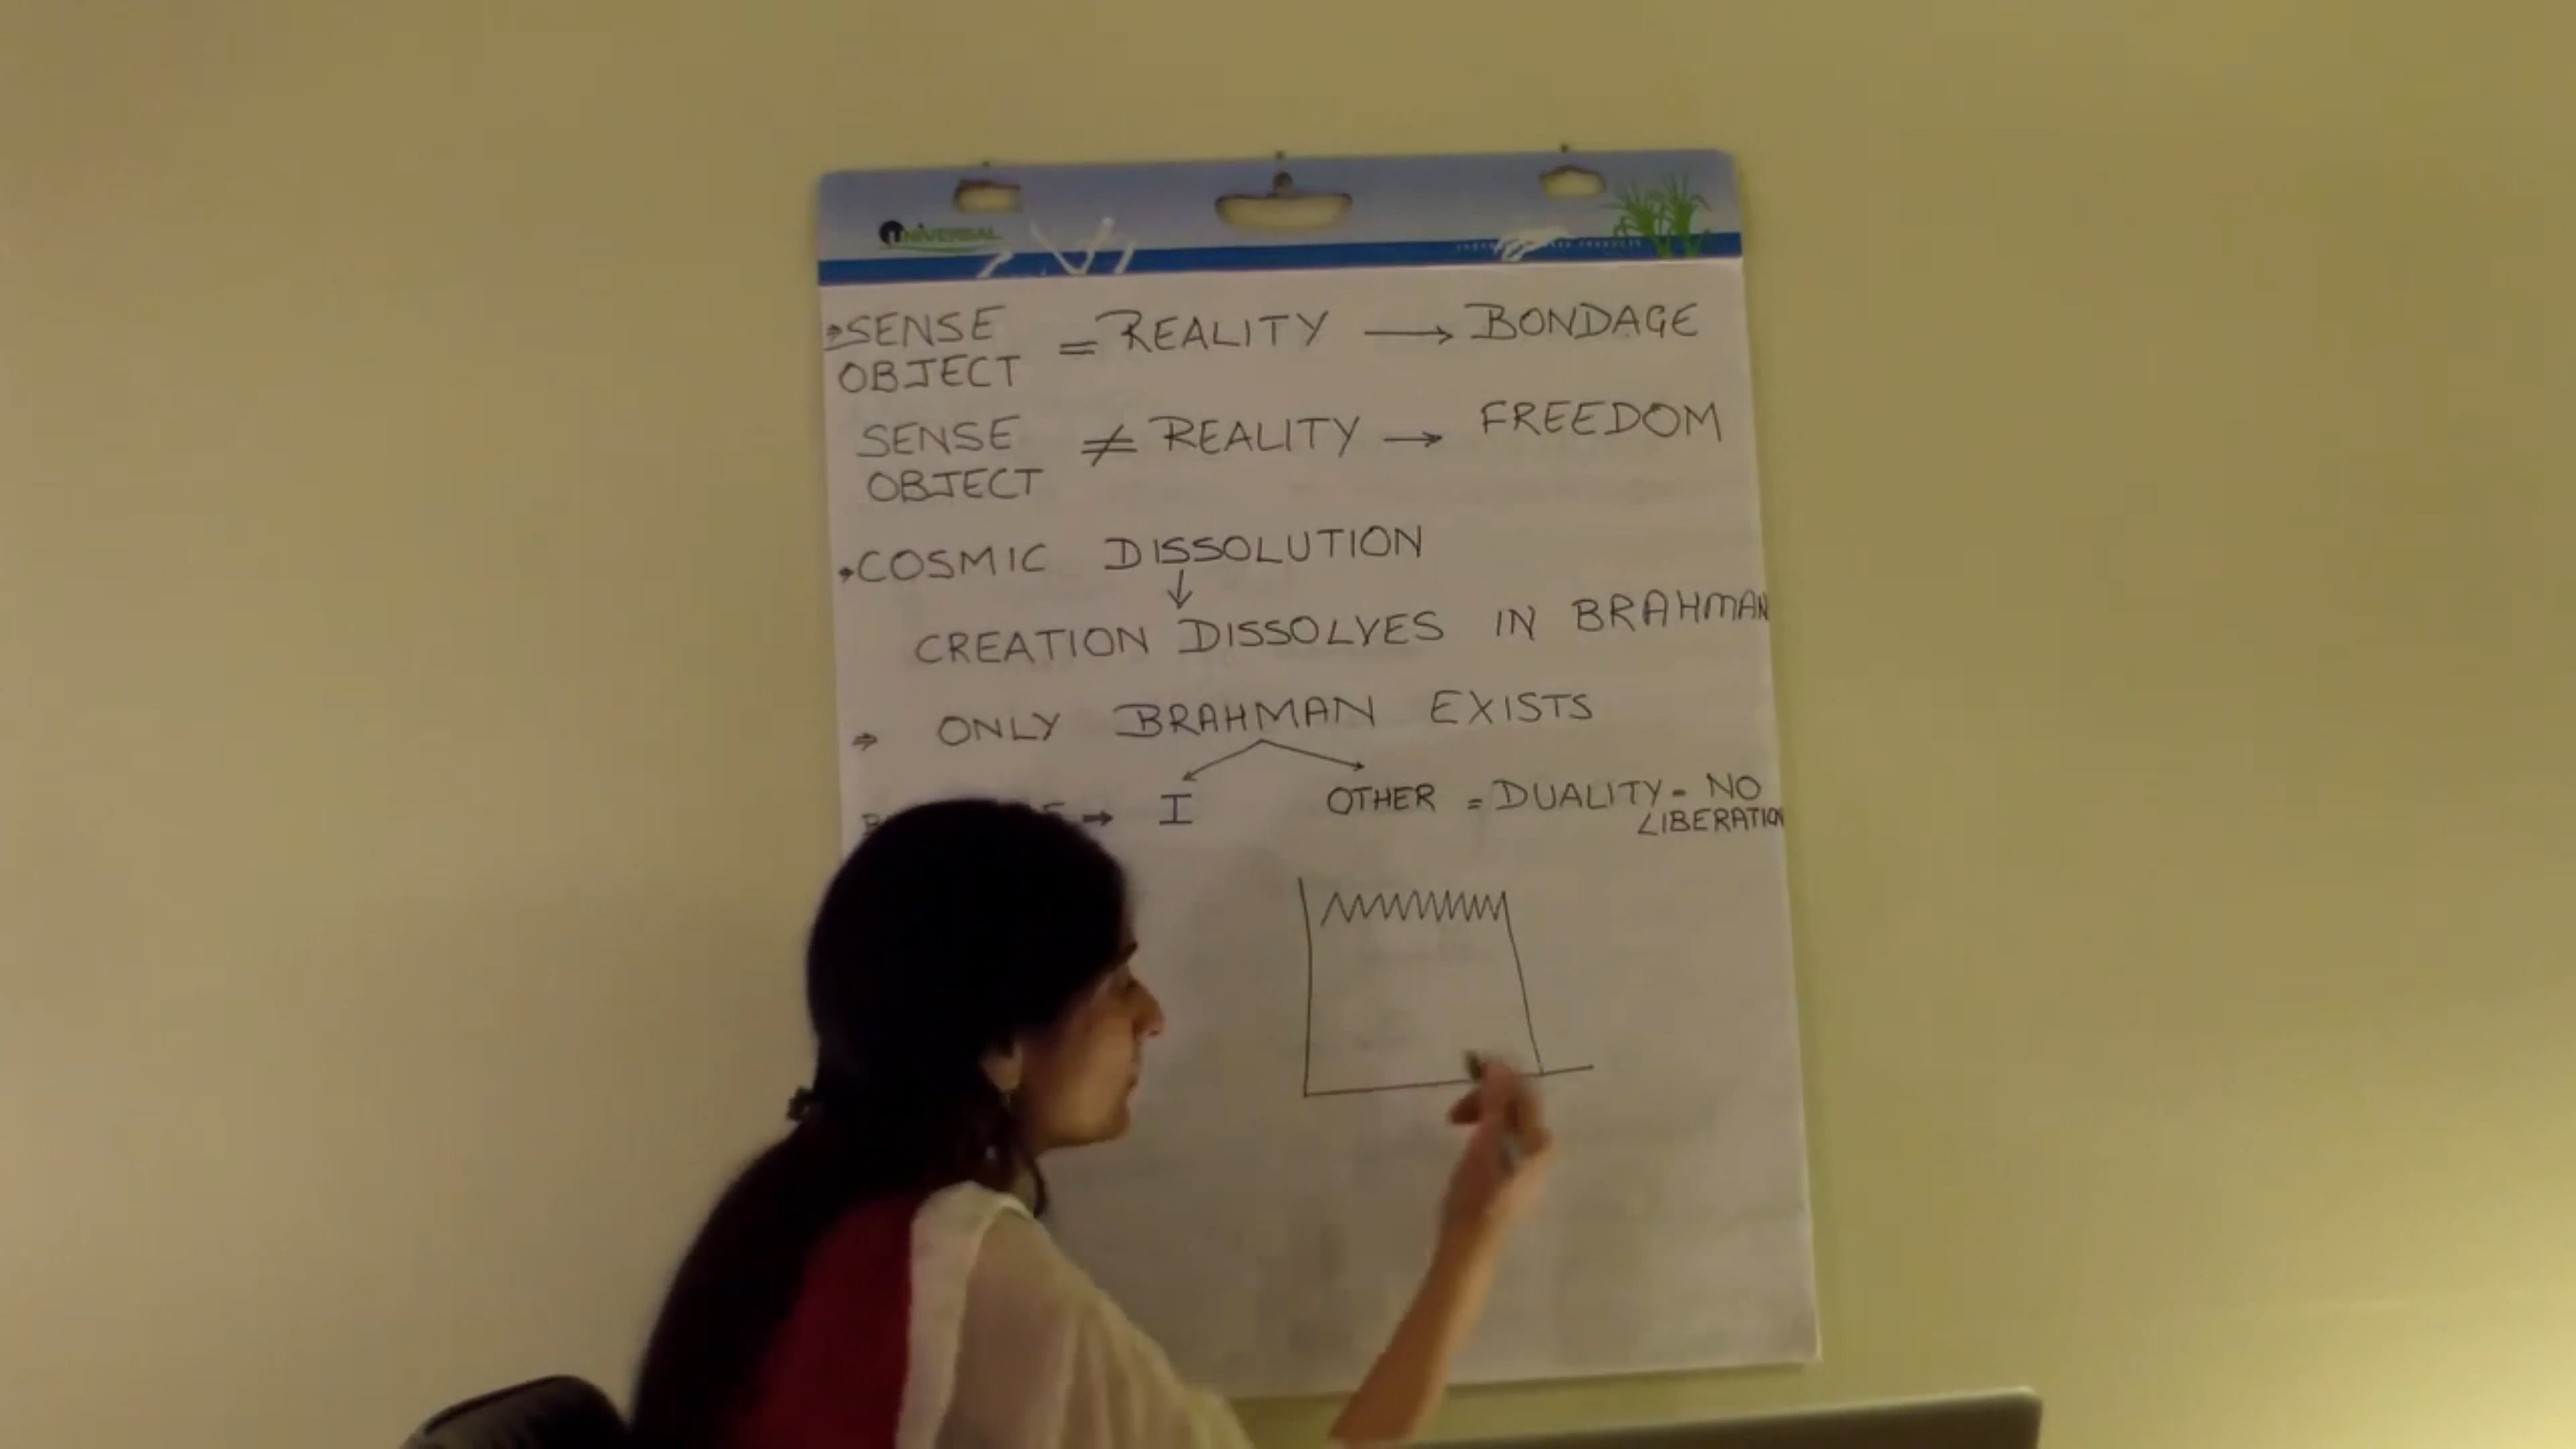 UNIVERSAL
⇒SENSE OBJECT = REALITY → BONDAGE
SENSE OBJECT ≠ REALITY → FREEDOM
→COSMIC DISSOLUTION
↓
CREATION DISSOLVES IN BRAHMAN
⇒ ONLY BRAHMAN EXISTS
→ I OTHER = DUALITY - NO LIBERATION